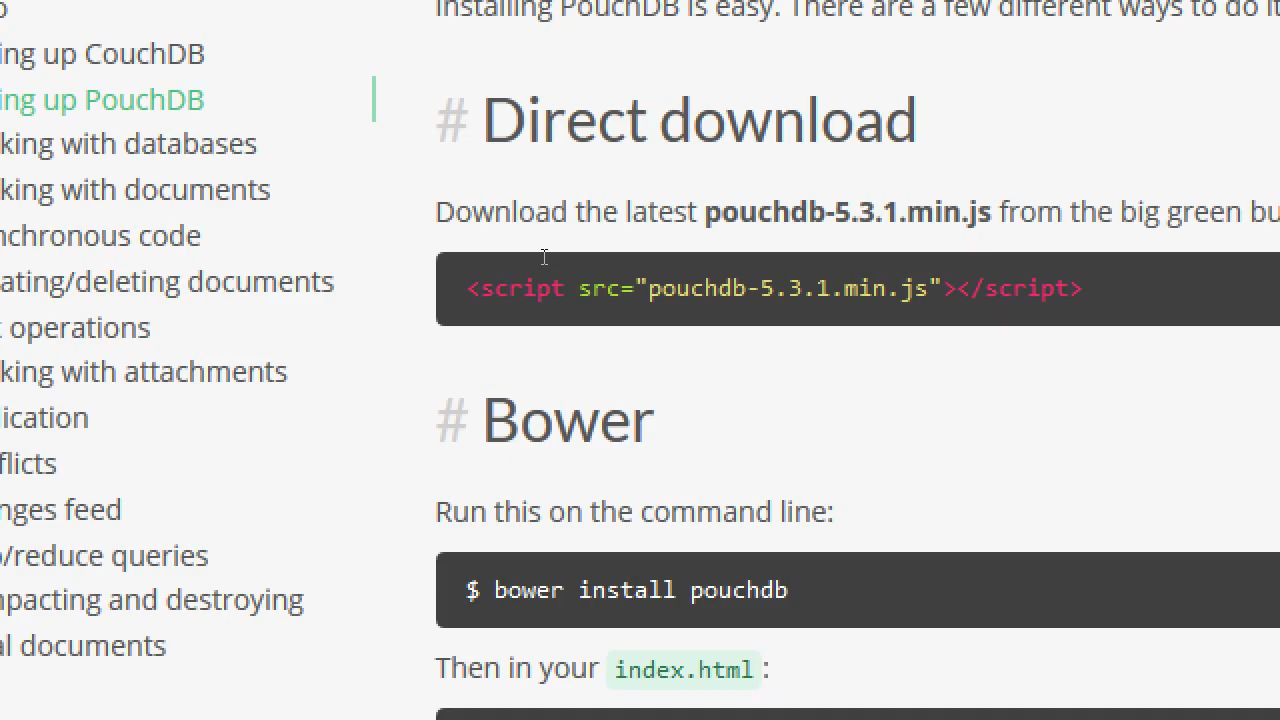 ing up CouchDB
ing up PouchDB
king with databases
king with documents
nchronous code
ating/deleting documents
operations
king with attachments
lication
flicts
nges feed
/reduce queries
mpacting and destroying
al documents
Installing PouchDB is easy. There are a few different ways to do it
# Direct download
Download the latest pouchdb-5.3.1.min.js from the big green bu
<script src="pouchdb-5.3.1.min.js"></script>
# Bower
Run this on the command line:
$ bower install pouchdb
Then in your index.html: